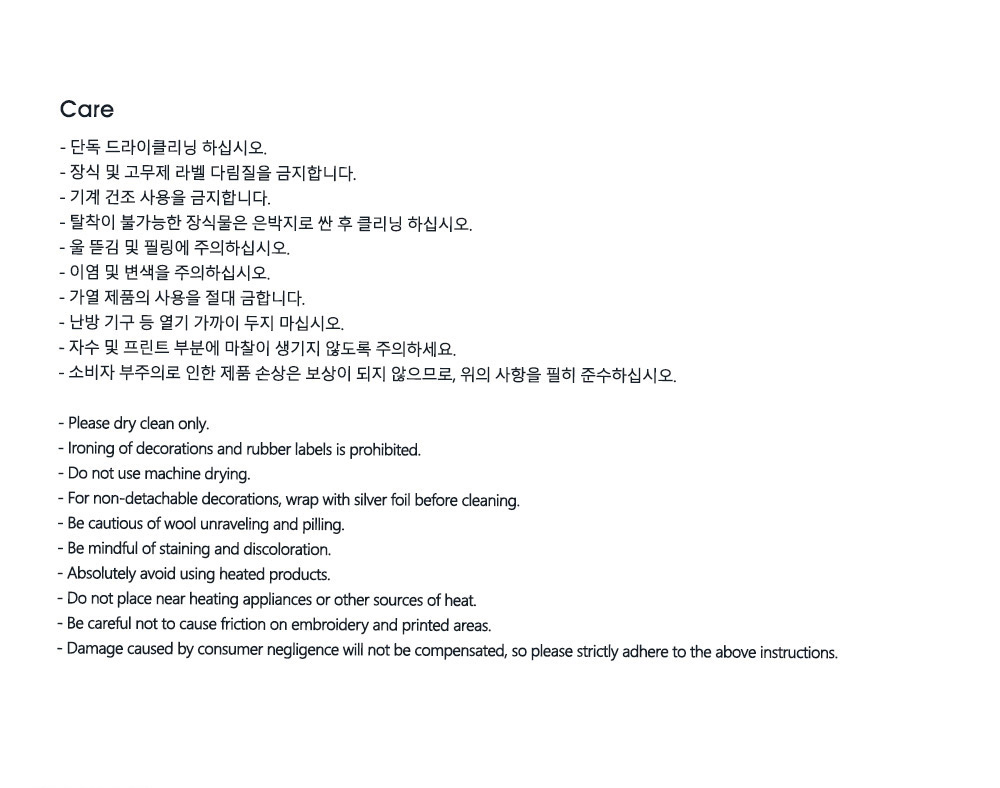 Care
- 단독 드라이클리닝 하십시오.
- 장식 및 고무제 라벨 다림질을 금지합니다.
- 기계 건조 사용을 금지합니다.
- 탈착이 불가능한 장식물은 은박지로 싼 후 클리닝 하십시오.
- 울 뜯김 및 필링에 주의하십시오.
- 이염 및 변색을 주의하십시오.
- 가열 제품의 사용을 절대 금합니다.
- 난방 기구 등 열기 가까이 두지 마십시오.
- 자수 및 프린트 부분에 마찰이 생기지 않도록 주의하세요.
- 소비자 부주의로 인한 제품 손상은 보상이 되지 않으므로, 위의 사항을 필히 준수하십시오.
- Please dry clean only.
- Ironing of decorations and rubber labels is prohibited.
- Do not use machine drying.
- For non-detachable decorations, wrap with silver foil before cleaning.
- Be cautious of wool unraveling and pilling.
- Be mindful of staining and discoloration.
- Absolutely avoid using heated products.
- Do not place near heating appliances or other sources of heat.
- Be careful not to cause friction on embroidery and printed areas.
- Damage caused by consumer negligence will not be compensated, so please strictly adhere to the above instructions.